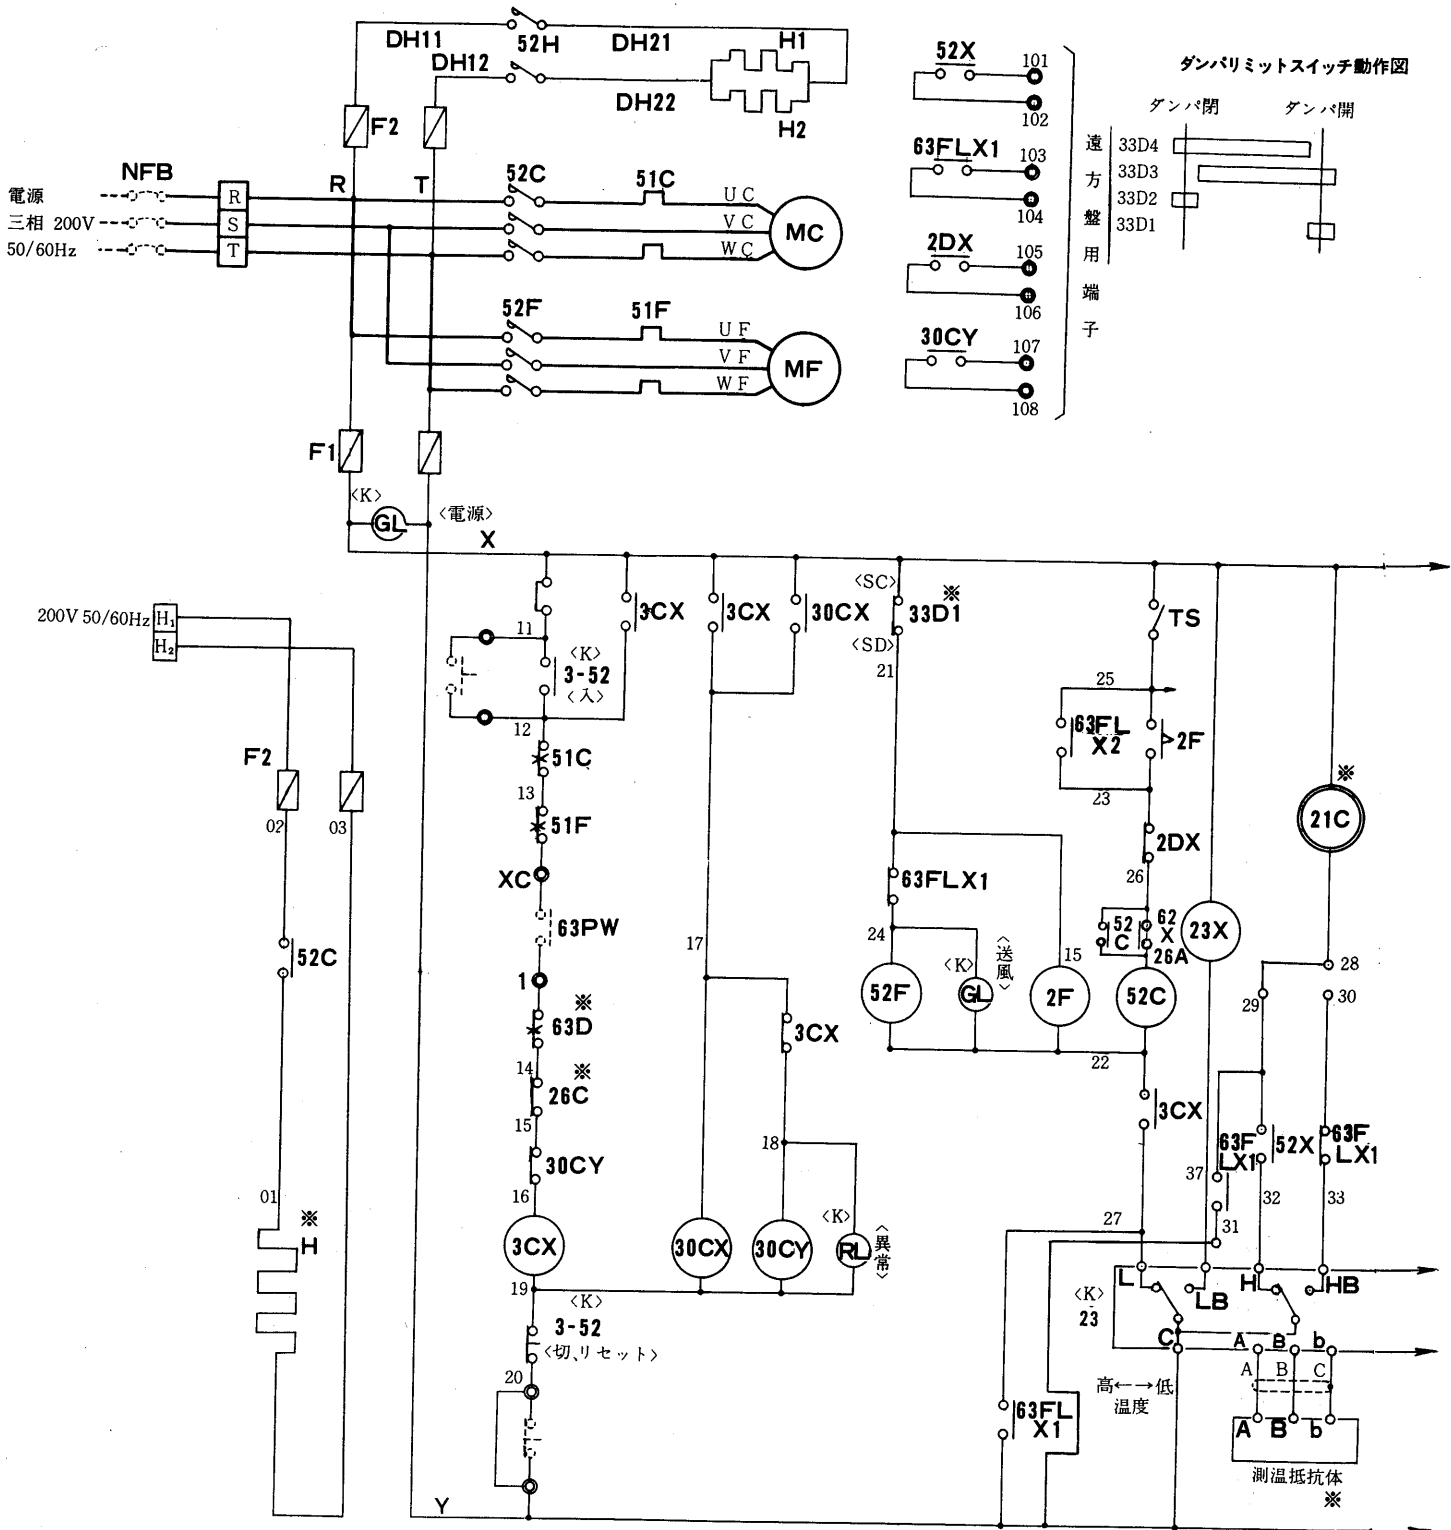 DH11
52H
DH21
H1
DH12
DH22
H2
F2
52X
101
102
63FLX1
103
104
2DX
105
106
30CY
107
108
遠方盤用端子
ダンパリミットスイッチ動作図
ダンパ閉
ダンパ開
33D4
33D3
33D2
33D1
NFB
電源
三相 200V
50/60Hz
R
S
T
R
T
52C
51C
UC
VC
WC
MC
52F
51F
UF
VF
WF
MF
F1
<K>
GL
<電源>
X
200V 50/60Hz
H₁
H₂
F2
02
03
52C
01
※
H
11
<K>
3-52
<入>
12
51C
13
51F
XC
63PW
1
※
63D
14
※
26C
15
30CY
16
3CX
19
<K>
3-52
<切、リセット>
20
Y
3CX
3CX
30CX
17
3CX
18
30CX
30CY
<K>
RL
<異常>
<SC>
33D1
※
<SD>
21
63FLX1
24
52F
<K>
GL
<送風>
15
2F
TS
25
63FL
X2
2F
23
2DX
26
52
C
62
X
26A
52C
22
3CX
27
23X
※
21C
28
29
30
63F
LX1
52X
63F
LX1
37
31
32
33
L
LB
H
HB
<K>
23
C
A
B
b
A
B
C
高←→低
温度
63FL
X1
A
B
b
測温抵抗体
※